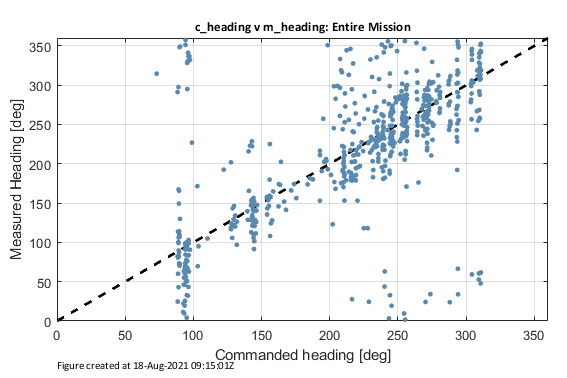 c_heading v m_heading: Entire Mission
350
300
250
200
150
100
50
0
Measured Heading [deg]
0 50 100 150 200 250 300 350
Commanded heading [deg]
Figure created at 18-Aug-2021 09:15:01Z